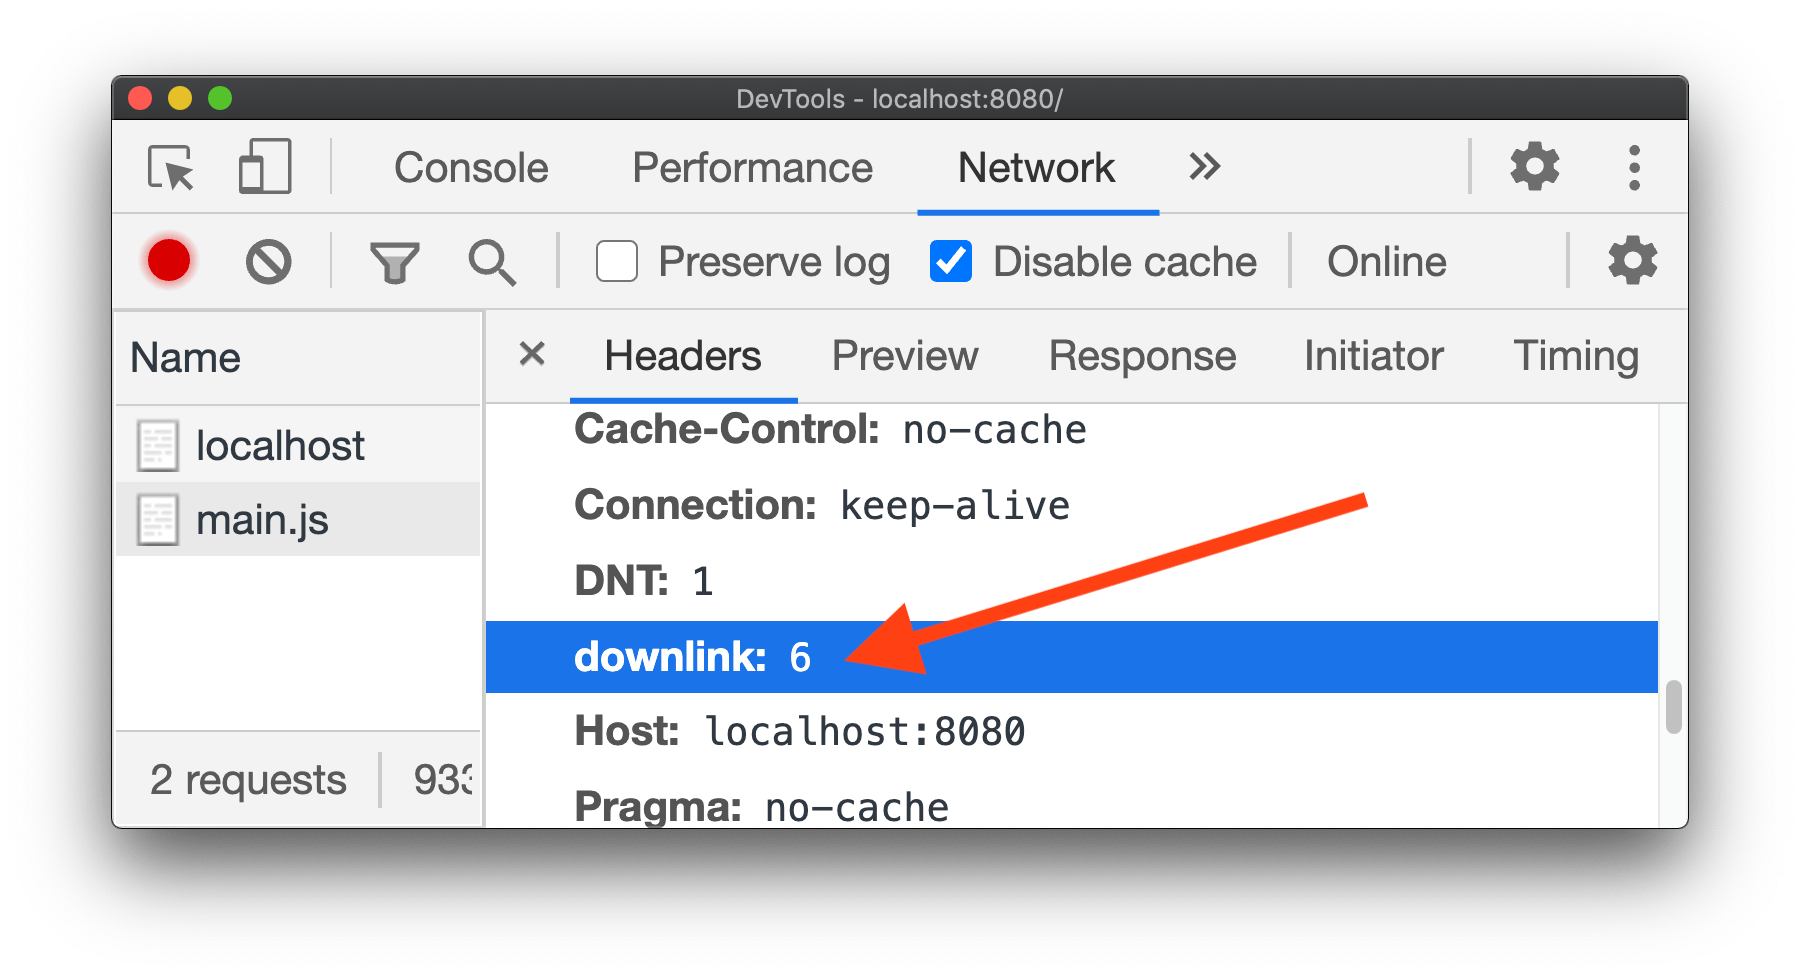 DevTools - localhost:8080/
Console Performance Network
Preserve log Disable cache Online
Name
Headers Preview Response Initiator Timing
localhost
main.js
2 requests
Cache-Control: no-cache
Connection: keep-alive
DNT: 1
downlink: 6
Host: localhost:8080
Pragma: no-cache